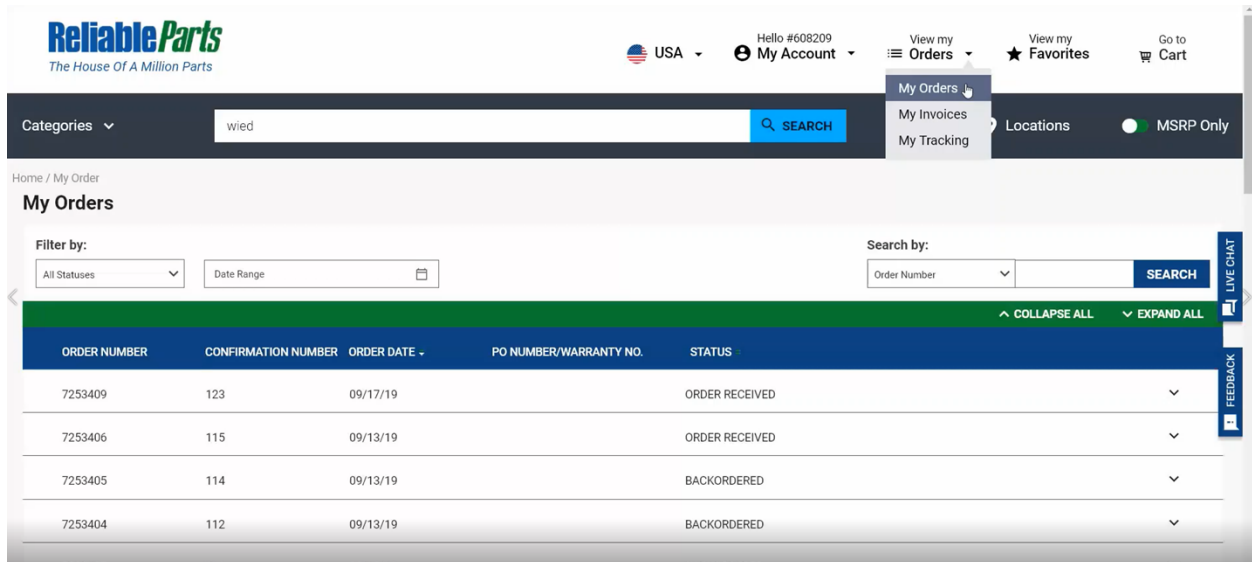 ReliableParts
The House Of A Million Parts
USA
Hello #608209
My Account
View my
Orders
View my
Favorites
Go to
Cart
My Orders
My Invoices
My Tracking
Categories
wied
SEARCH
Locations
MSRP Only
Home / My Order
My Orders
Filter by:
All Statuses
Date Range
Search by:
Order Number
SEARCH
LIVE CHAT
COLLAPSE ALL
EXPAND ALL
ORDER NUMBER CONFIRMATION NUMBER ORDER DATE PO NUMBER/WARRANTY NO. STATUS
FEEDBACK
7253409 123 09/17/19 ORDER RECEIVED
7253406 115 09/13/19 ORDER RECEIVED
7253405 114 09/13/19 BACKORDERED
7253404 112 09/13/19 BACKORDERED